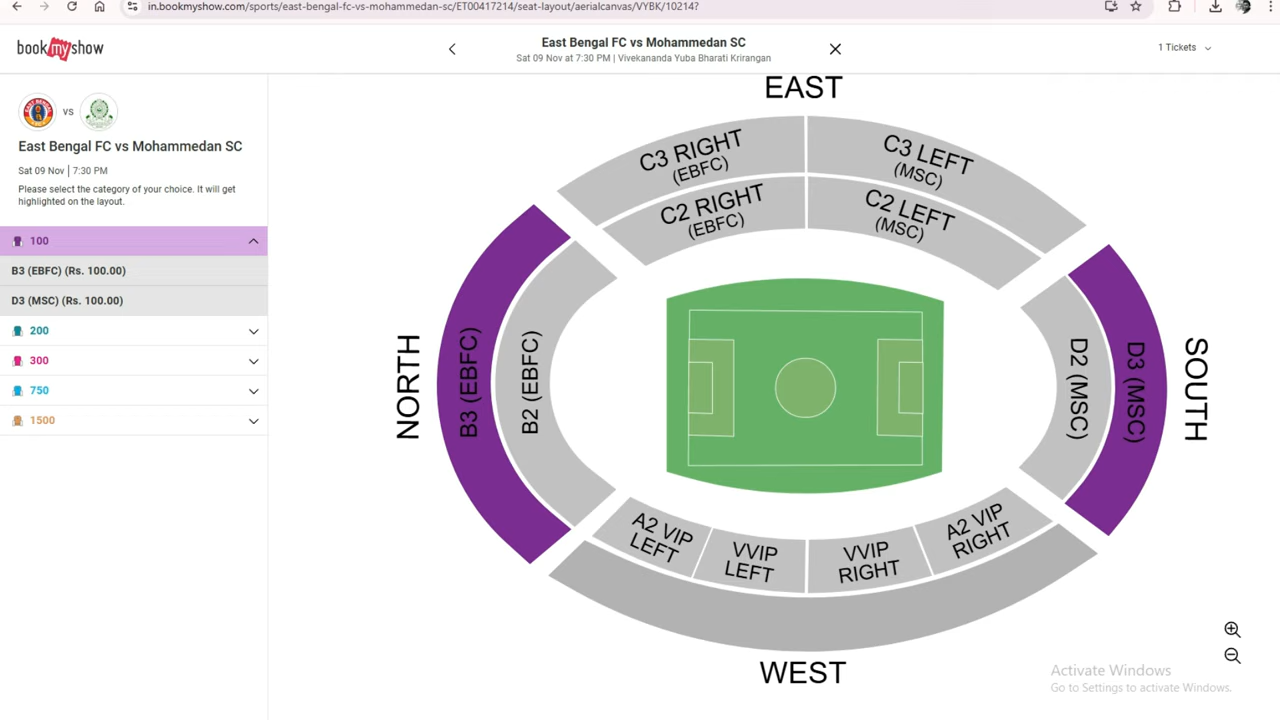 in.bookmyshow.com/sports/east-bengal-fc-vs-mohammedan-sc/ET00417214/seat-layout/aerialcanvas/VYBK/10214?
book my show
East Bengal FC vs Mohammedan SC
Sat 09 Nov at 7:30 PM | Vivekananda Yuba Bharati Krirangan
1 Tickets
VS
East Bengal FC vs Mohammedan SC
Sat 09 Nov | 7:30 PM
Please select the category of your choice. It will get
highlighted on the layout.
100
B3 (EBFC) (Rs. 100.00)
D3 (MSC) (Rs. 100.00)
200
300
750
1500
EAST
C3 RIGHT
(EBFC)
C3 LEFT
(MSC)
C2 RIGHT
(EBFC)
C2 LEFT
(MSC)
NORTH
B3 (EBFC)
B2 (EBFC)
D2 (MSC)
D3 (MSC)
SOUTH
A2 VIP
LEFT
VVIP
LEFT
VVIP
RIGHT
A2 VIP
RIGHT
WEST
Activate Windows
Go to Settings to activate Windows.